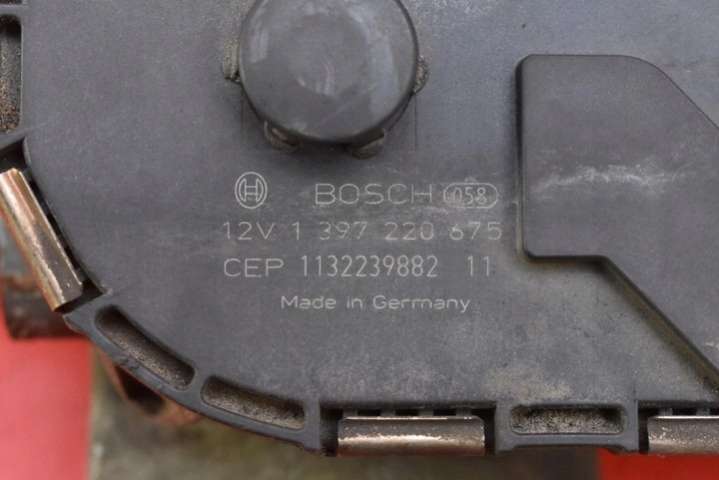 BOSCH 058
12V 1 397 220 675
CEP 1132239882 11
Made in Germany